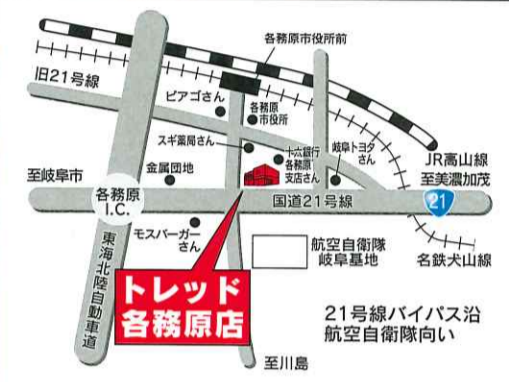 各務原市役所前
旧21号線
ピアゴさん
各務原
市役所
スギ薬局さん
十六銀行
各務原
支店さん
岐阜トヨタ
さん
JR高山線
至美濃加茂
至岐阜市
金属団地
各務原
I.C.
国道21号線
21
モスバーガー
さん
航空自衛隊
岐阜基地
名鉄犬山線
東海北陸自動車道
トレッド
各務原店
21号線バイパス沿
航空自衛隊向い
至川島